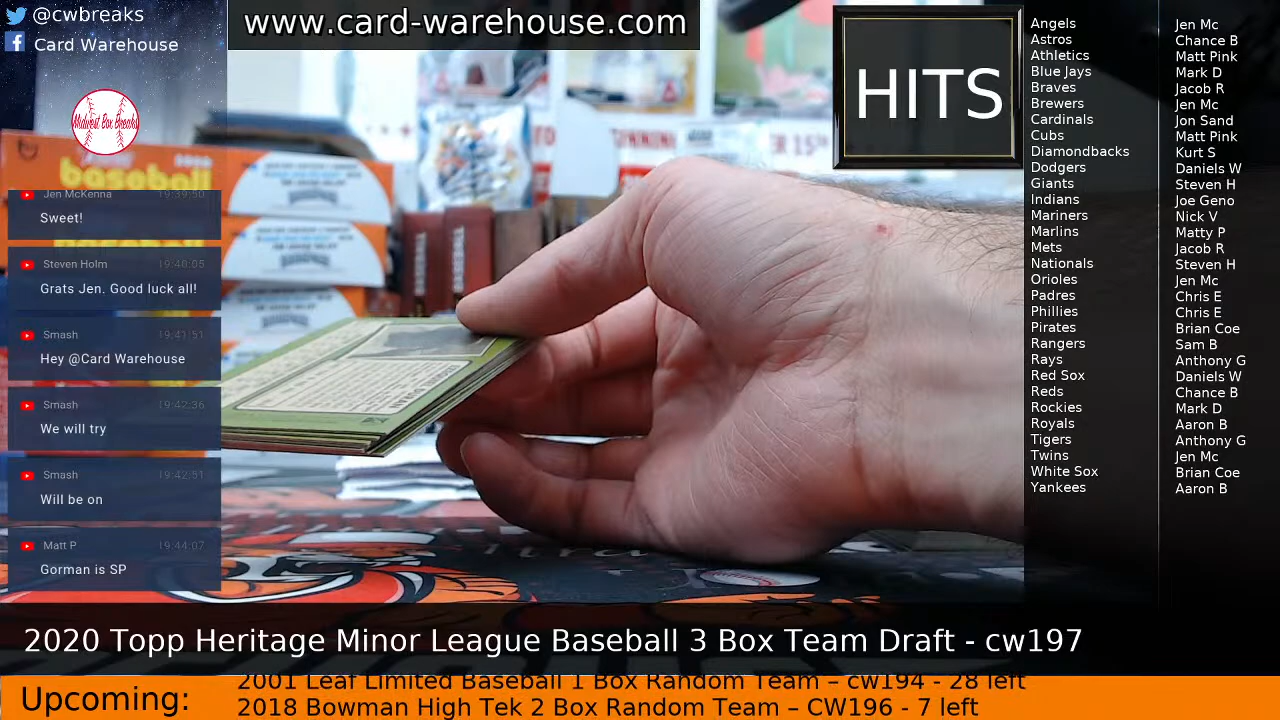 @cwbreaks
Card Warehouse
www.card-warehouse.com
Midwest Box Breaks
HITS
baseball
Jen McKenna 19:39:50
Sweet!
Steven Holm 19:40:05
Grats Jen. Good luck all!
Smash 19:41:51
Hey @Card Warehouse
Smash 19:42:36
We will try
Smash 19:42:51
Will be on
Matt P 19:44:07
Gorman is SP
Angels Jen Mc
Astros Chance B
Athletics Matt Pink
Blue Jays Mark D
Braves Jacob R
Brewers Jen Mc
Cardinals Jon Sand
Cubs Matt Pink
Diamondbacks Kurt S
Dodgers Daniels W
Giants Steven H
Indians Joe Geno
Mariners Nick V
Marlins Matty P
Mets Jacob R
Nationals Steven H
Orioles Jen Mc
Padres Chris E
Phillies Chris E
Pirates Brian Coe
Rangers Sam B
Rays Anthony G
Red Sox Daniels W
Reds Chance B
Rockies Mark D
Royals Aaron B
Tigers Anthony G
Twins Jen Mc
White Sox Brian Coe
Yankees Aaron B
2020 Topp Heritage Minor League Baseball 3 Box Team Draft - cw197
Upcoming:
2001 Leaf Limited Baseball 1 Box Random Team – cw194 - 28 left
2018 Bowman High Tek 2 Box Random Team – CW196 - 7 left